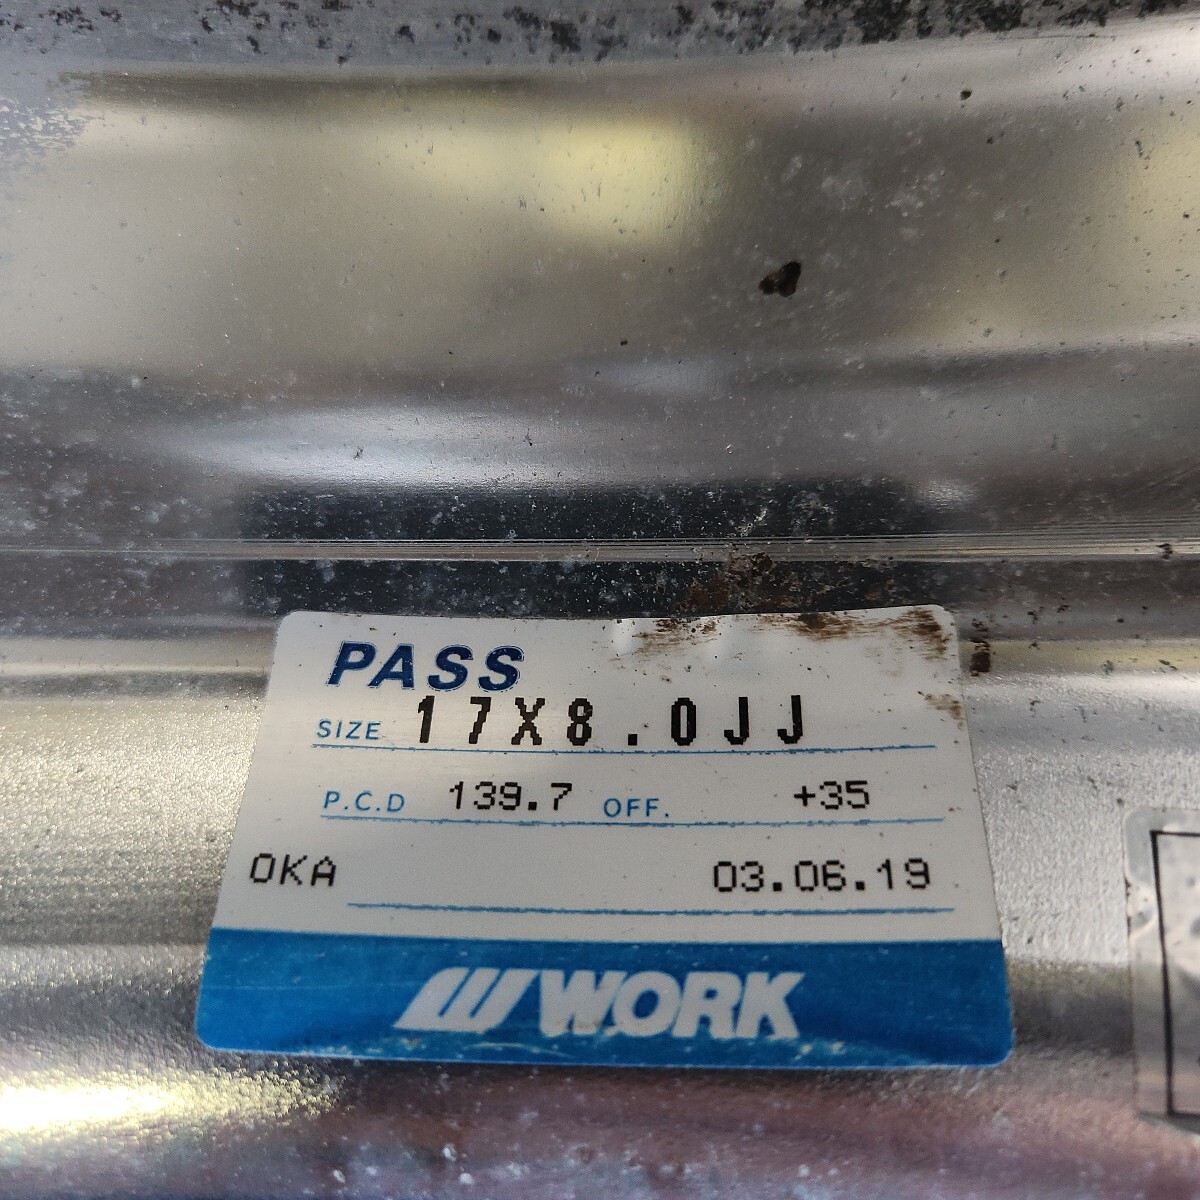 PASS
SIZE 17X8.0JJ
P.C.D 139.7 OFF. +35
OKA 03.06.19
WORK